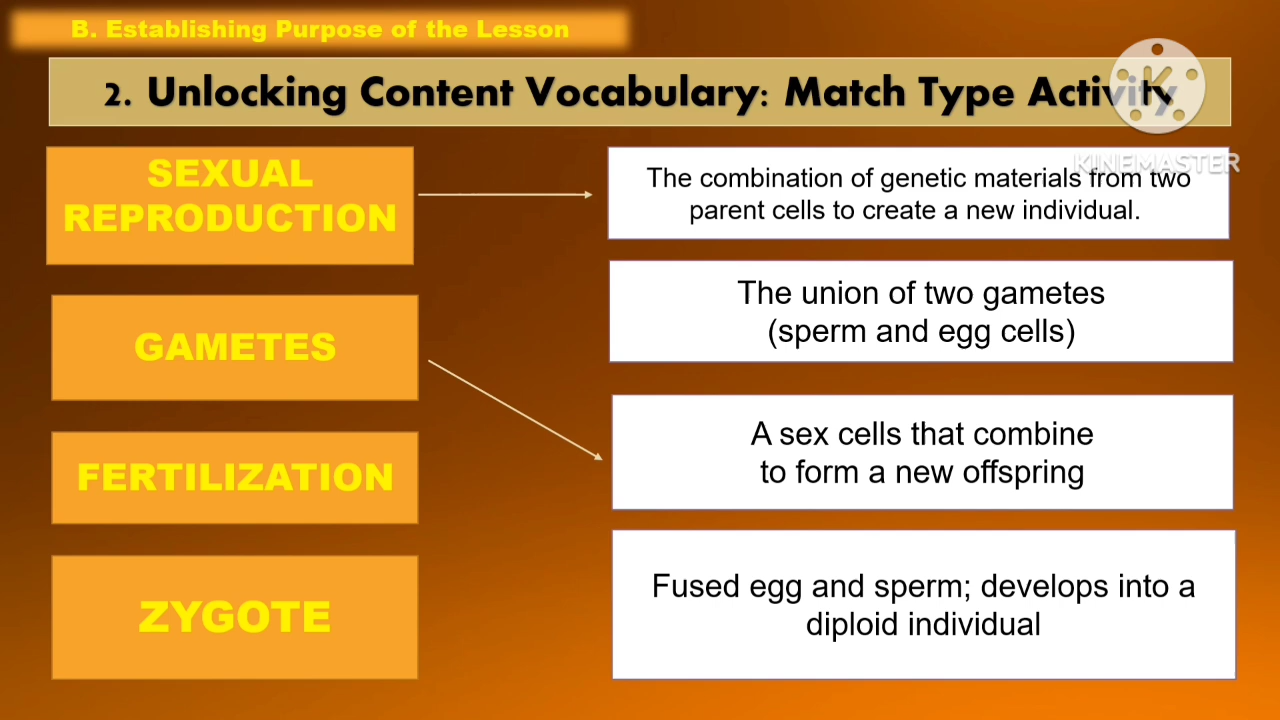 B. Establishing Purpose of the Lesson
2. Unlocking Content Vocabulary: Match Type Activity
KINEMASTER
SEXUAL
REPRODUCTION
The combination of genetic materials from two
parent cells to create a new individual.
The union of two gametes
(sperm and egg cells)
GAMETES
A sex cells that combine
to form a new offspring
FERTILIZATION
Fused egg and sperm; develops into a
diploid individual
ZYGOTE